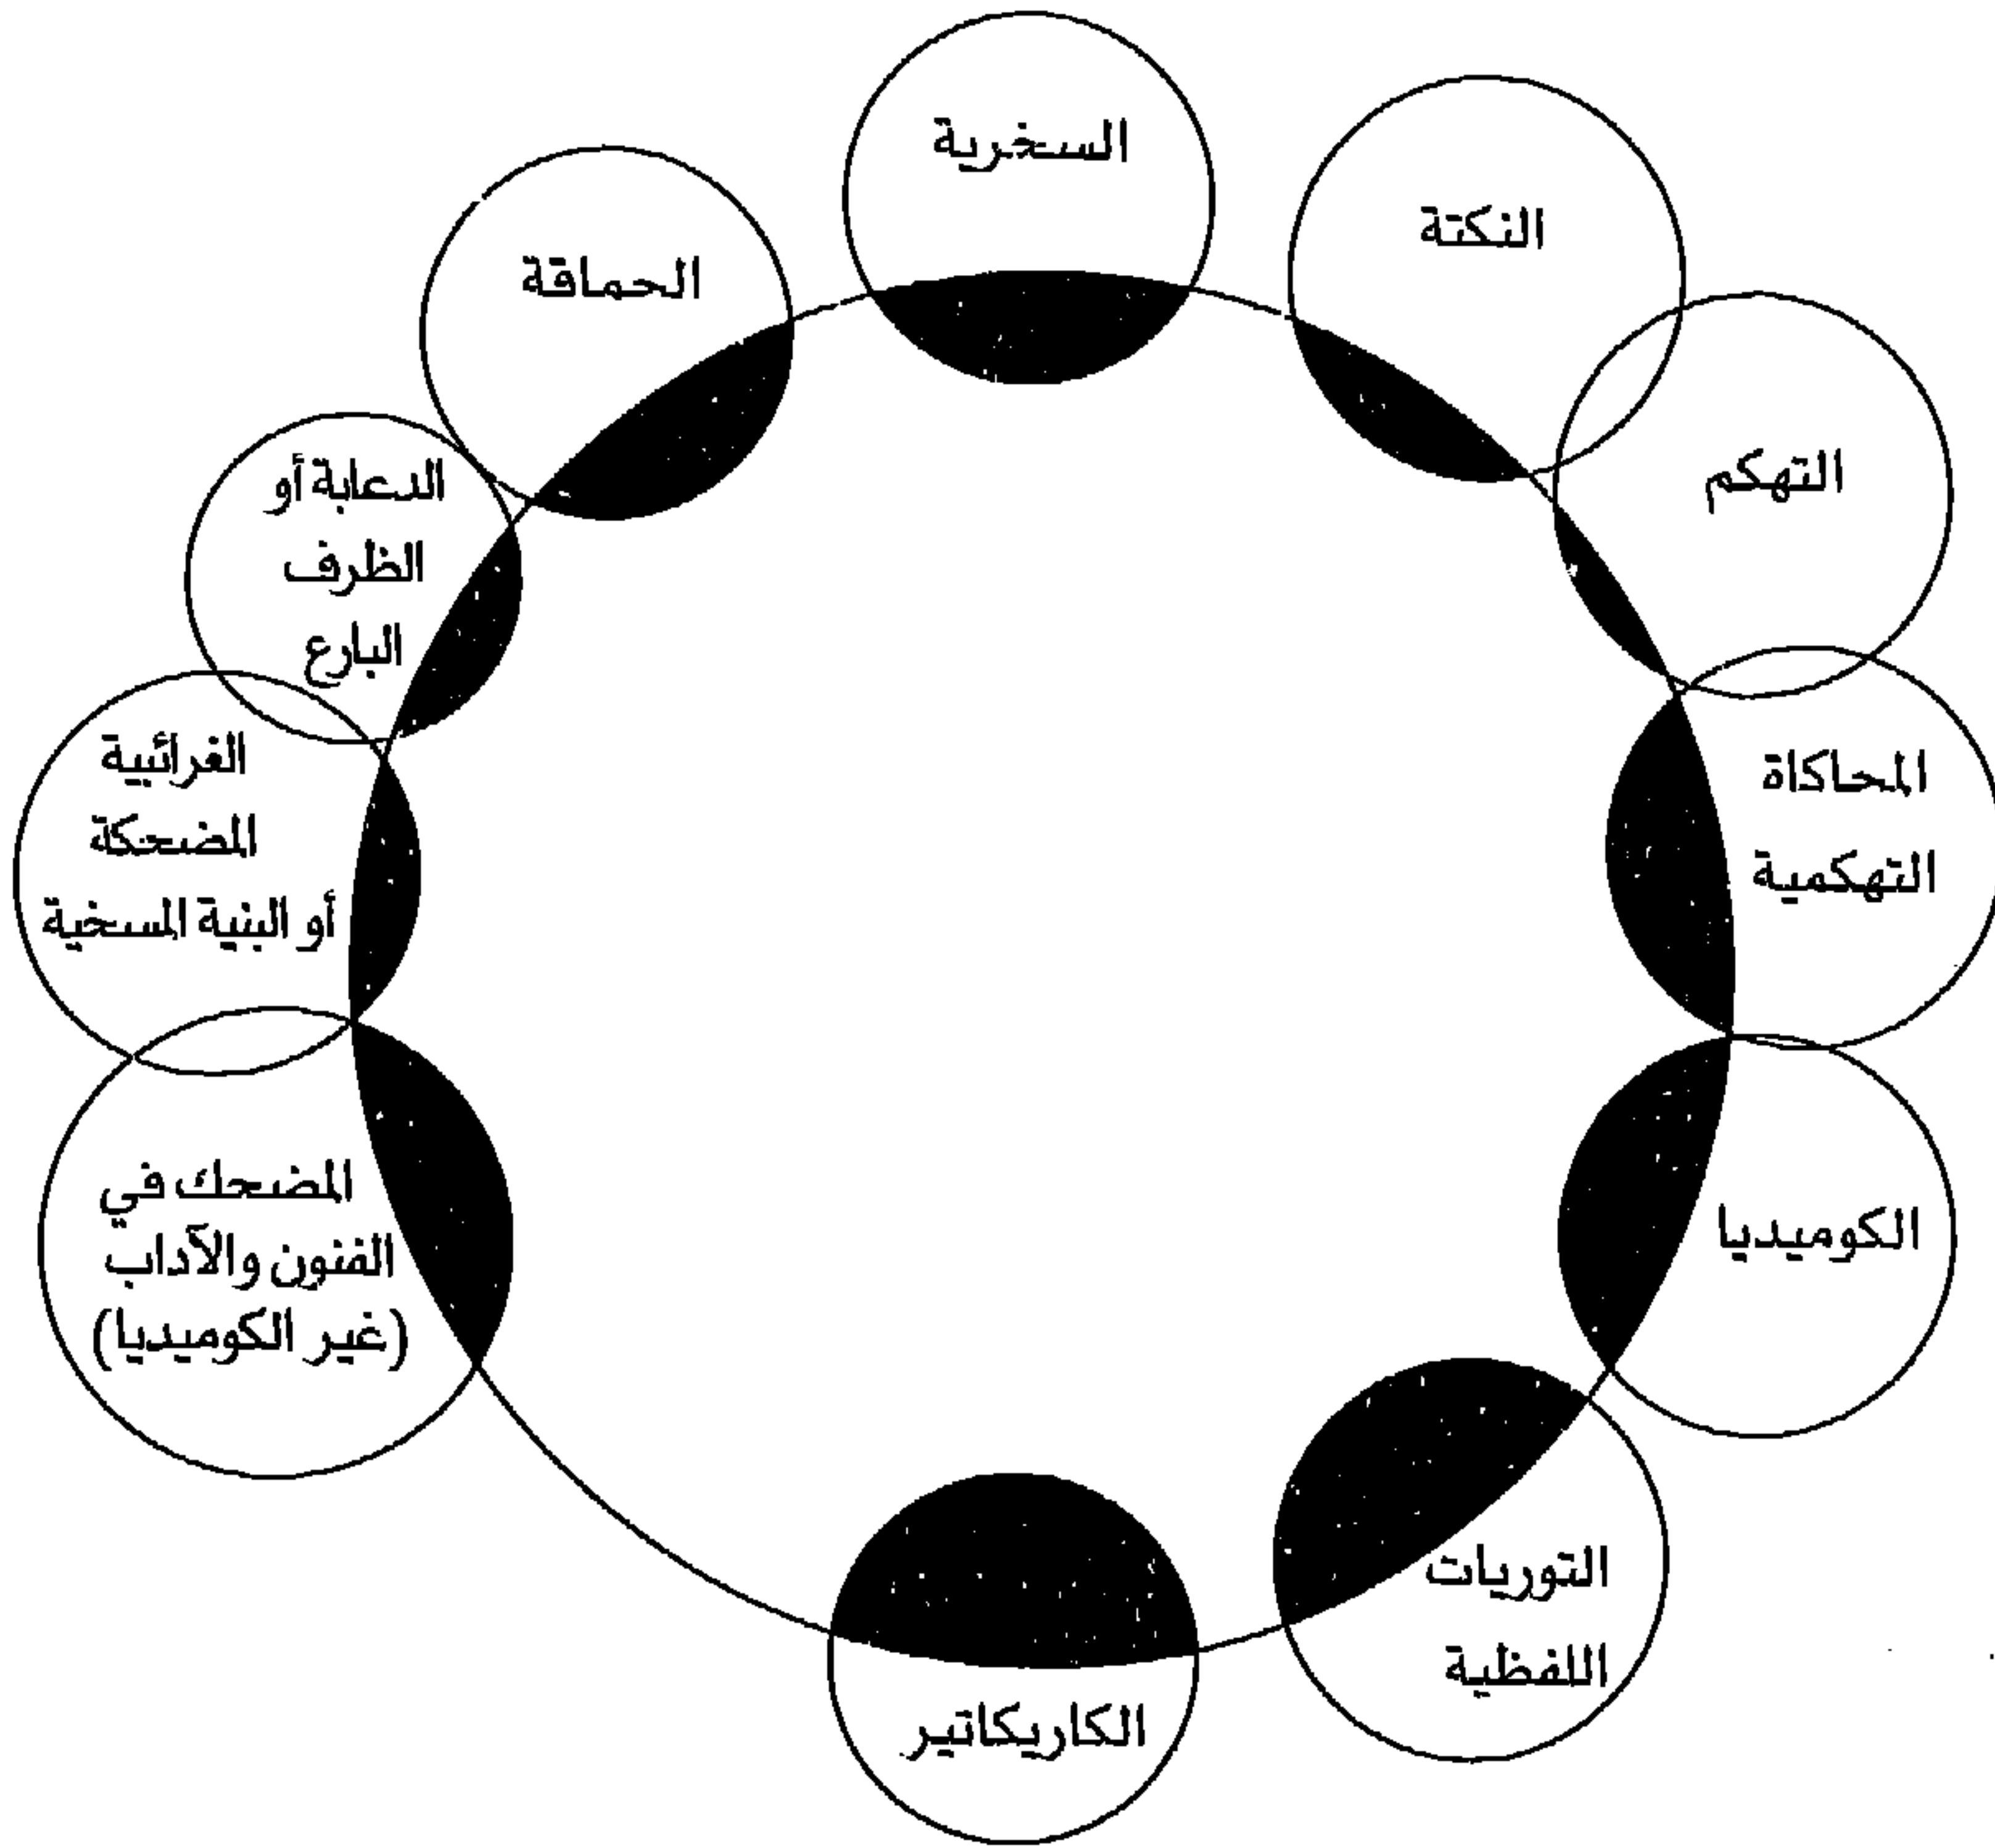 السخرية
النكتة
التهكم
المحاكاة
التهكمية
الكوميديا
التوريات
اللفظية
الكاريكاتير
المضحك في
الفنون والآداب
(غير الكوميديا)
الغرائبية
المضحكة
أو البنية المسخية
الدعابة أو
الظرف
البارع
الحماقة